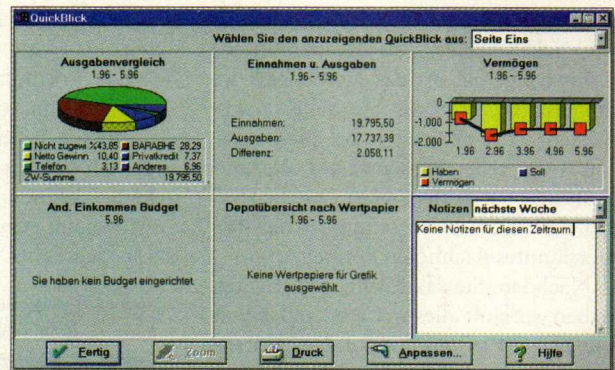 QuickBlick
Wählen Sie den anzuzeigenden QuickBlick aus: Seite Eins
Ausgabenvergleich
1.96 - 5.96
Nicht zugewi %43,85 BARABHE 28,29
Netto Gewinn 10,40 Privatkredit 7,37
Telefon 3,13 Anderes 6,96
ZW-Summe 19.795,50
Einnahmen u. Ausgaben
1.96 - 5.96
Einnahmen: 19.795,50
Ausgaben: 17.737,39
Differenz: 2.058,11
Vermögen
1.96 - 5.96
0
-1.000
-2.000
1.96 2.96 3.96 4.96 5.96
Haben Soll
Vermögen
And. Einkommen Budget
5.96
Sie haben kein Budget eingerichtet.
Depotübersicht nach Wertpapier
1.96 - 5.96
Keine Wertpapiere für Grafik
ausgewählt.
Notizen nächste Woche
Keine Notizen für diesen Zeitraum.
Fertig Zoom Druck Anpassen... Hilfe